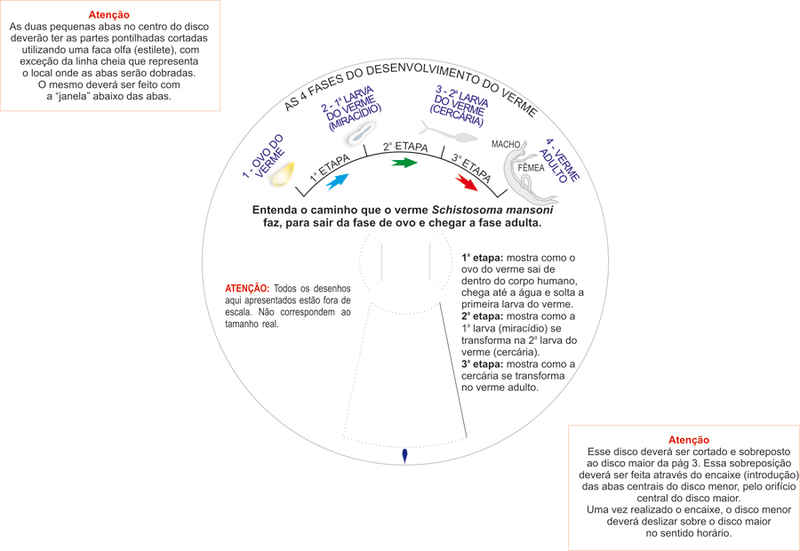 Atenção
As duas pequenas abas no centro do disco
deverão ter as partes pontilhadas cortadas
utilizando uma faca olfa (estilete), com
exceção da linha cheia que representa
o local onde as abas serão dobradas.
O mesmo deverá ser feito com
a “janela” abaixo das abas.
AS 4 FASES DO DESENVOLVIMENTO DO VERME
1 - OVO DO
VERME
2 - 1ª LARVA
DO VERME
(MIRACÍDIO)
3 - 2ª LARVA
DO VERME
(CERCÁRIA)
4 - VERME
ADULTO
MACHO
FÊMEA
1ª ETAPA
2ª ETAPA
3ª ETAPA
Entenda o caminho que o verme Schistosoma mansoni
faz, para sair da fase de ovo e chegar a fase adulta.
ATENÇÃO: Todos os desenhos
aqui apresentados estão fora de
escala. Não correspondem ao
tamanho real.
1ª etapa: mostra como o
ovo do verme sai de
dentro do corpo humano,
chega até a água e solta a
primeira larva do verme.
2ª etapa: mostra como a
1ª larva (miracídio) se
transforma na 2ª larva do
verme (cercária).
3ª etapa: mostra como a
cercária se transforma
no verme adulto.
Atenção
Esse disco deverá ser cortado e sobreposto
ao disco maior da pág 3. Essa sobreposição
deverá ser feita através do encaixe (introdução)
das abas centrais do disco menor, pelo orifício
central do disco maior.
Uma vez realizado o encaixe, o disco menor
deverá deslizar sobre o disco maior
no sentido horário.